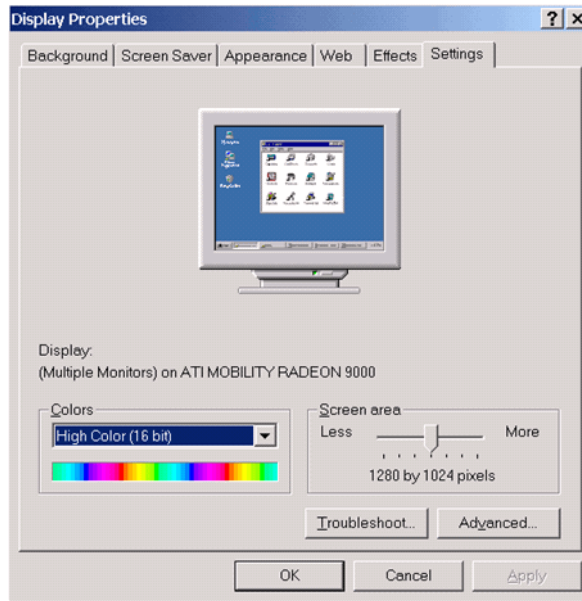 Display Properties
?
Background Screen Saver Appearance Web Effects Settings
Display:
(Multiple Monitors) on ATI MOBILITY RADEON 9000
Colors
High Color (16 bit)
Screen area
Less More
1280 by 1024 pixels
Troubleshoot... Advanced...
OK Cancel Apply